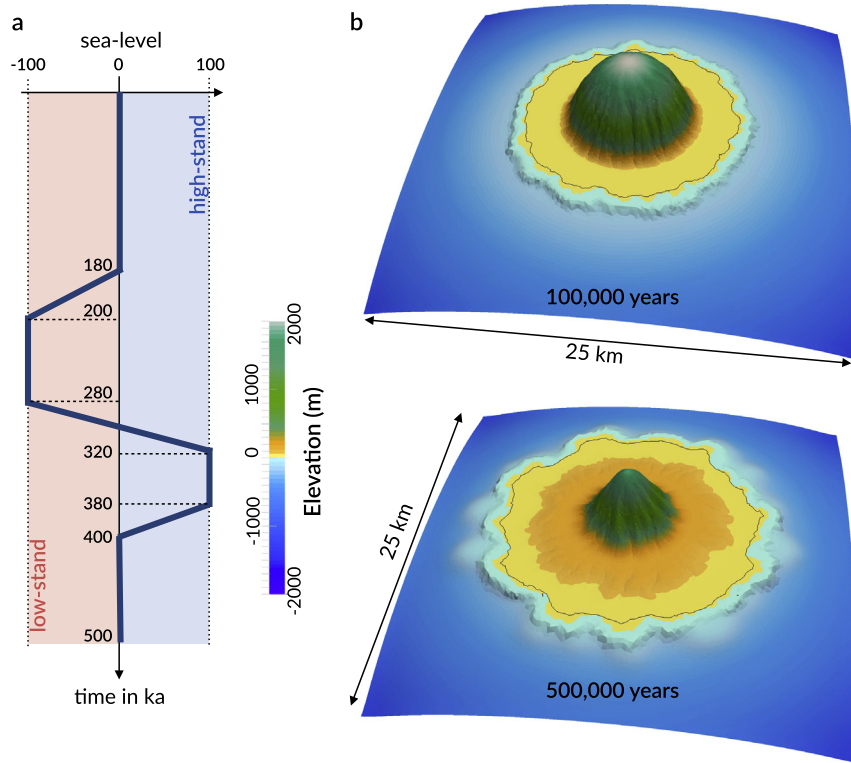 a
sea-level
-100 0 100
high-stand
180
200
280
320
380
400
low-stand
500
time in ka
2000
1000
0
-1000
-2000
Elevation (m)
b
100,000 years
25 km
25 km
500,000 years